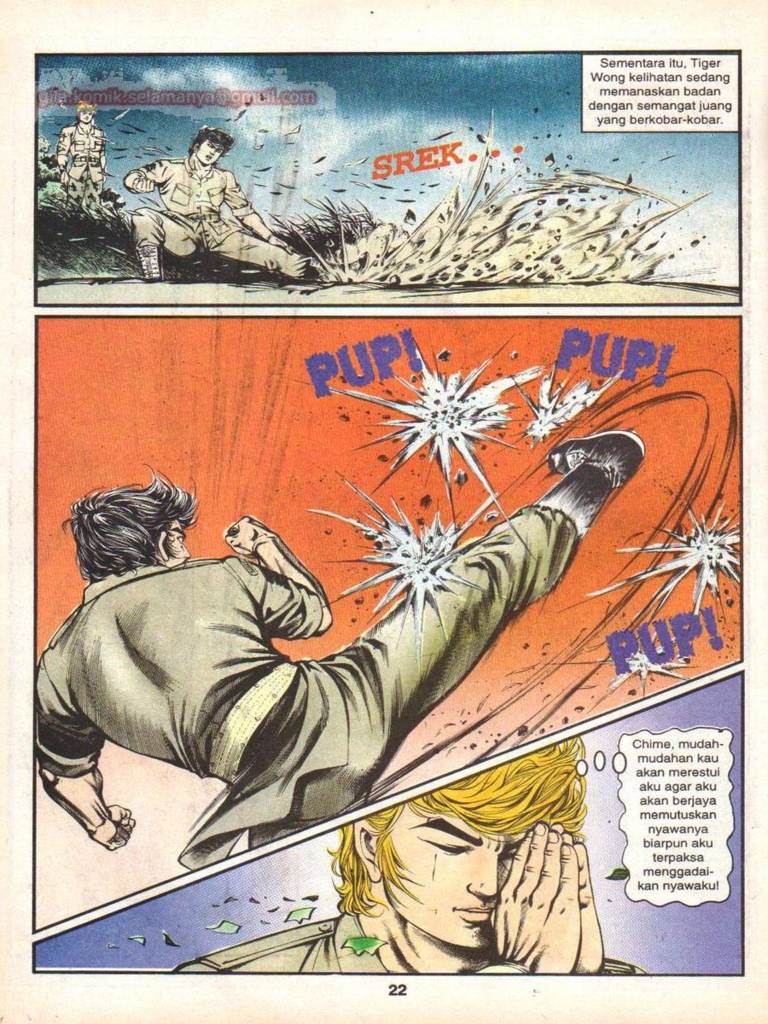 Sementara itu, Tiger
Wong kelihatan sedang
memanaskan badan
dengan semangat juang
yang berkobar-kobar.
gila-komik-selamanya@gmail.com
SREK...
PUP!
PUP!
PUP!
Chime, mudah-
mudahan kau
akan merestui
aku agar aku
akan berjaya
memutuskan
nyawanya
biarpun aku
terpaksa
menggadai-
kan nyawaku!
22